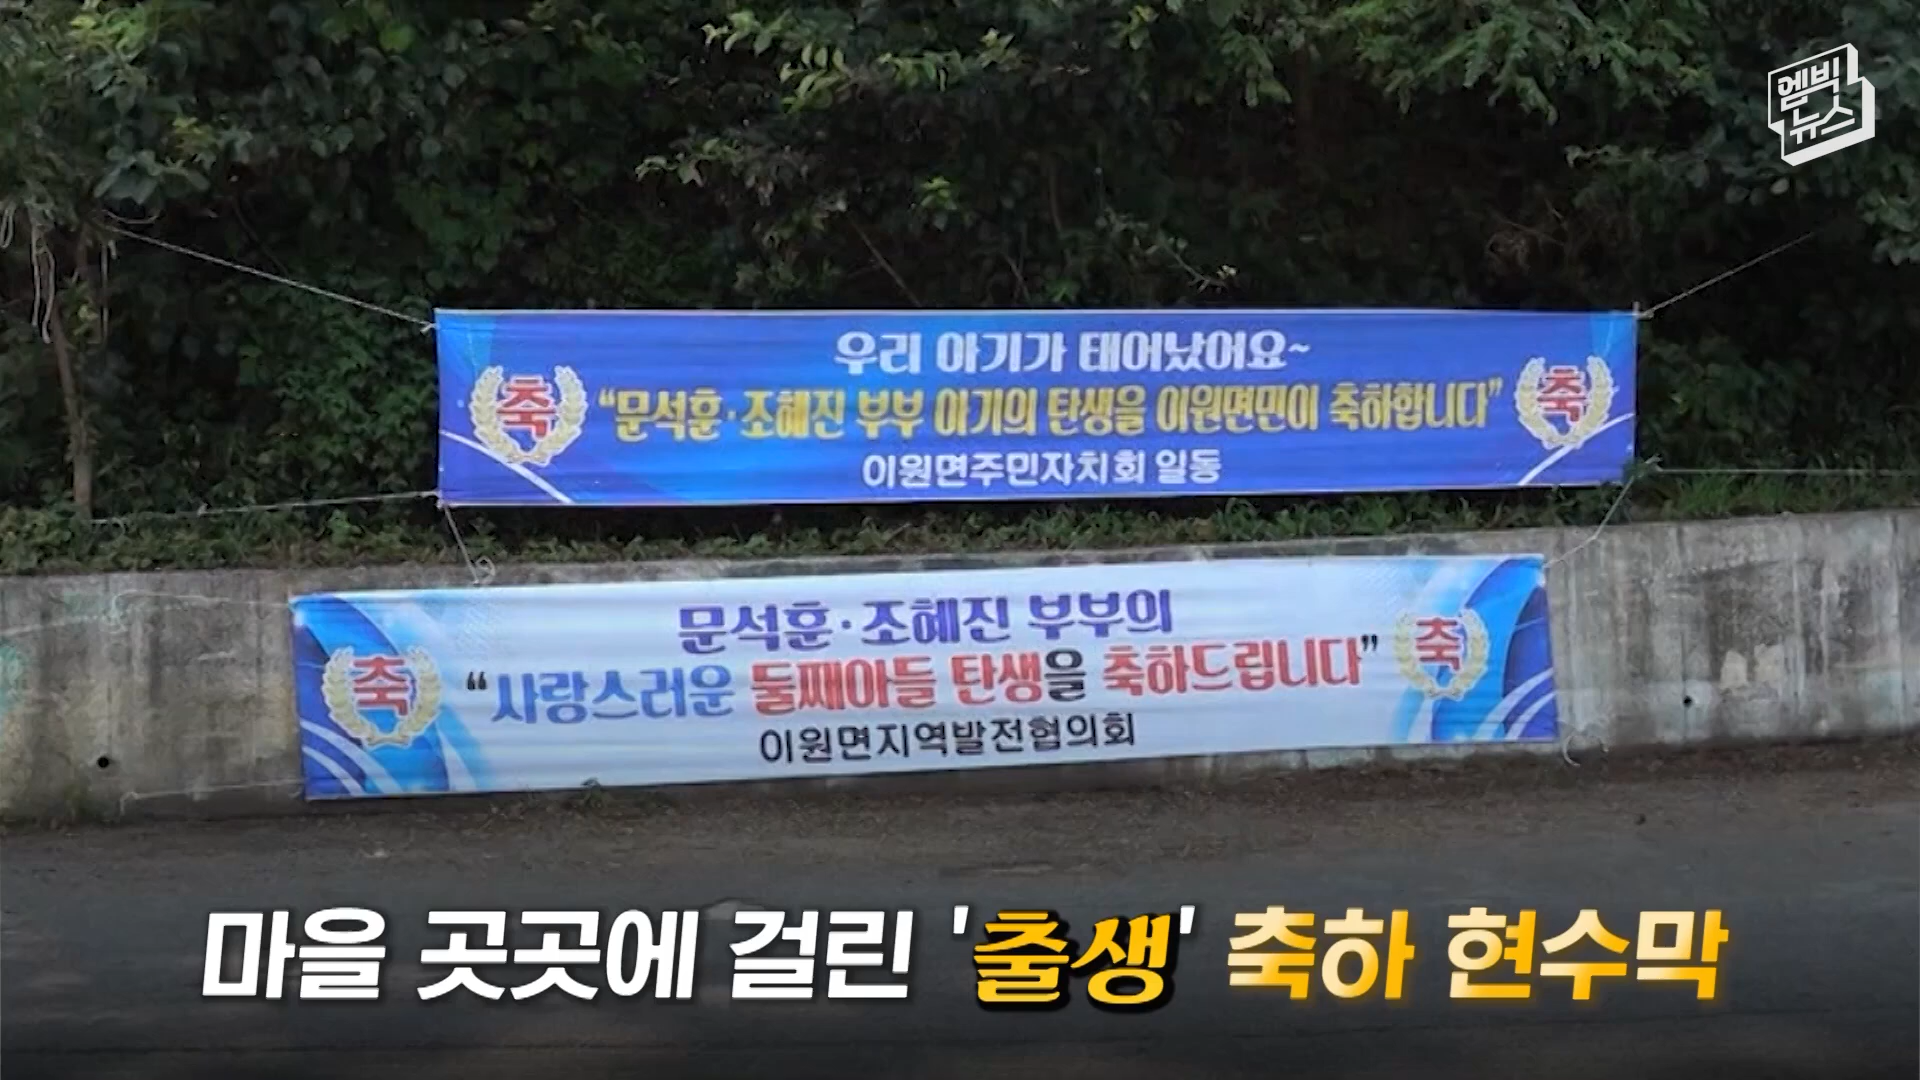 엠빅
뉴스
우리 아기가 태어났어요~
축 "문석훈·조혜진 부부 아기의 탄생을 이원면민이 축하합니다" 축
이원면주민자치회 일동
문석훈·조혜진 부부의
축 "사랑스러운 둘째아들 탄생을 축하드립니다" 축
이원면지역발전협의회
마을 곳곳에 걸린 '출생' 축하 현수막